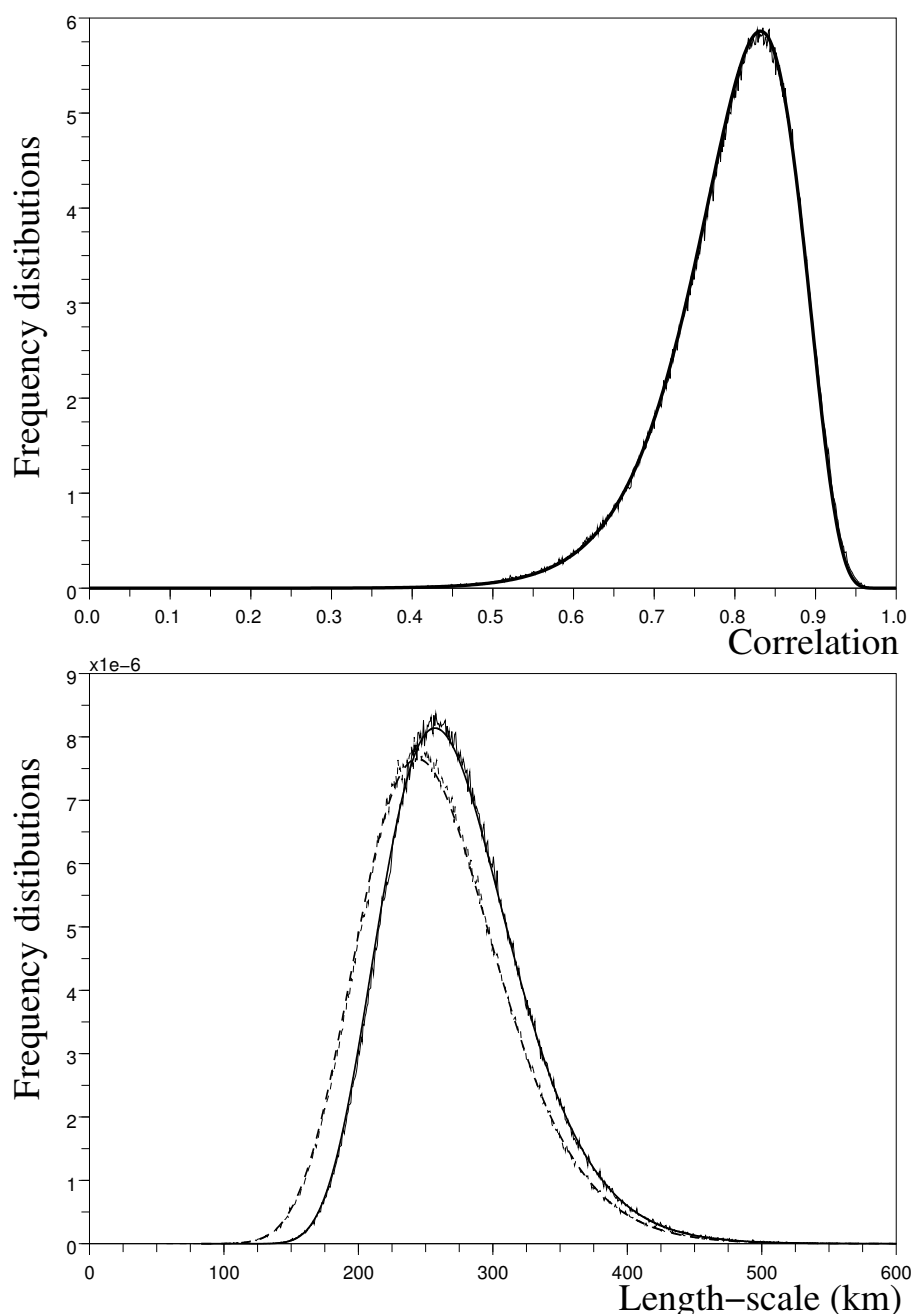 6
5
4
3
2
1
0
Frequency distibutions
0.0 0.1 0.2 0.3 0.4 0.5 0.6 0.7 0.8 0.9 1.0
Correlation
x1e−6
9
8
7
6
5
4
3
2
1
0
Frequency distibutions
0 100 200 300 400 500 600
Length−scale (km)